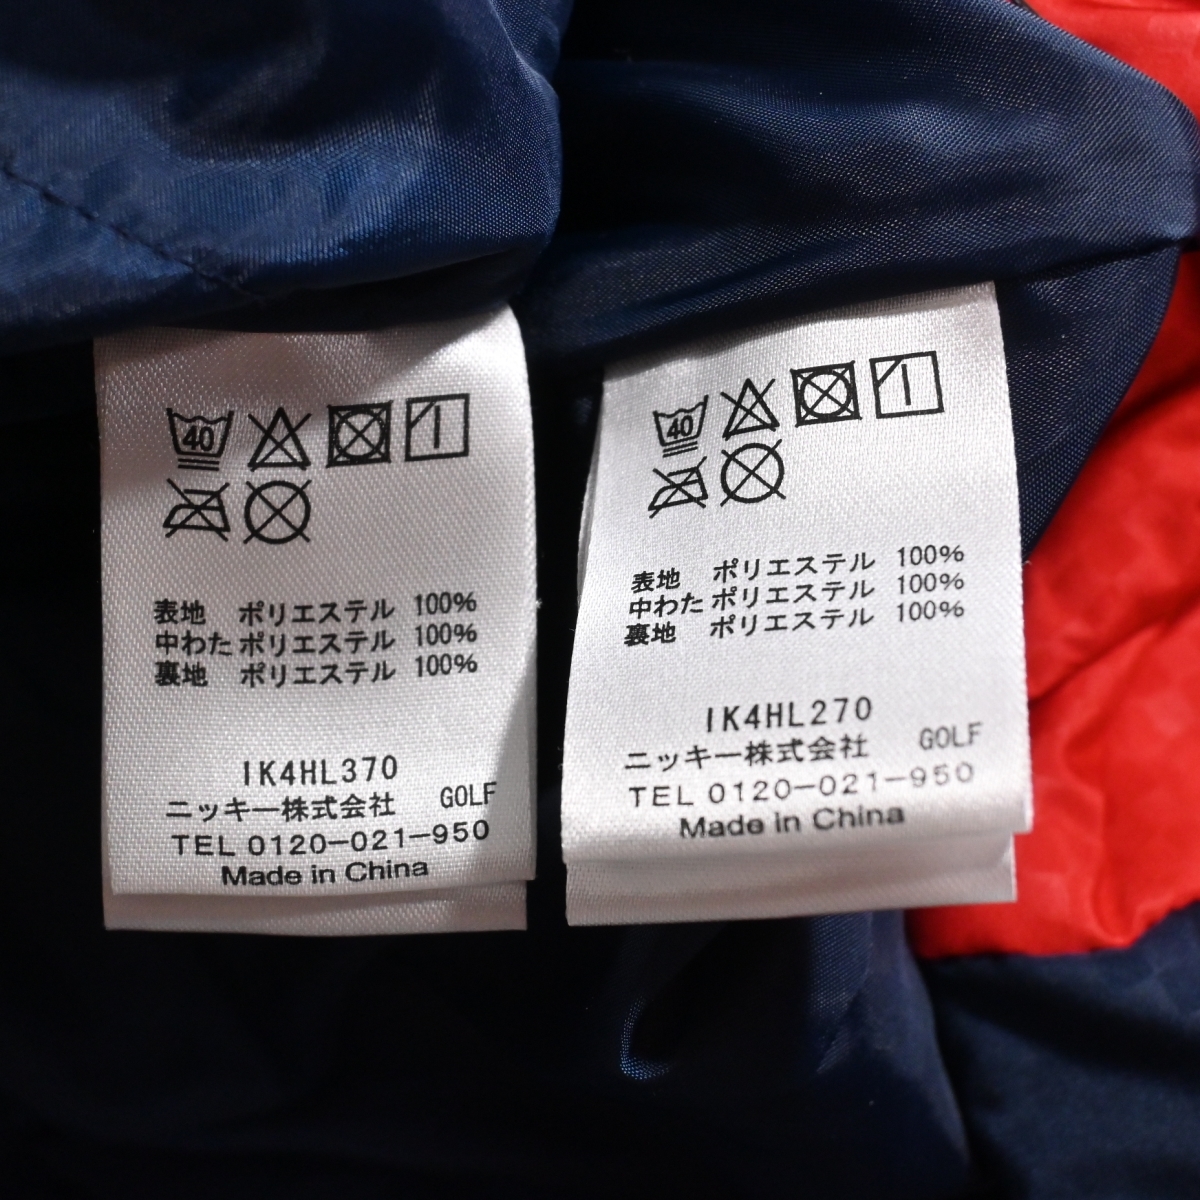 40
表地 ポリエステル 100%
中わた ポリエステル 100%
裏地 ポリエステル 100%
IK4HL370
ニッキー株式会社 GOLF
TEL 0120-021-950
Made in China
40
表地 ポリエステル 100%
中わた ポリエステル 100%
裏地 ポリエステル 100%
IK4HL270
ニッキー株式会社 GOLF
TEL 0120-021-950
Made in China